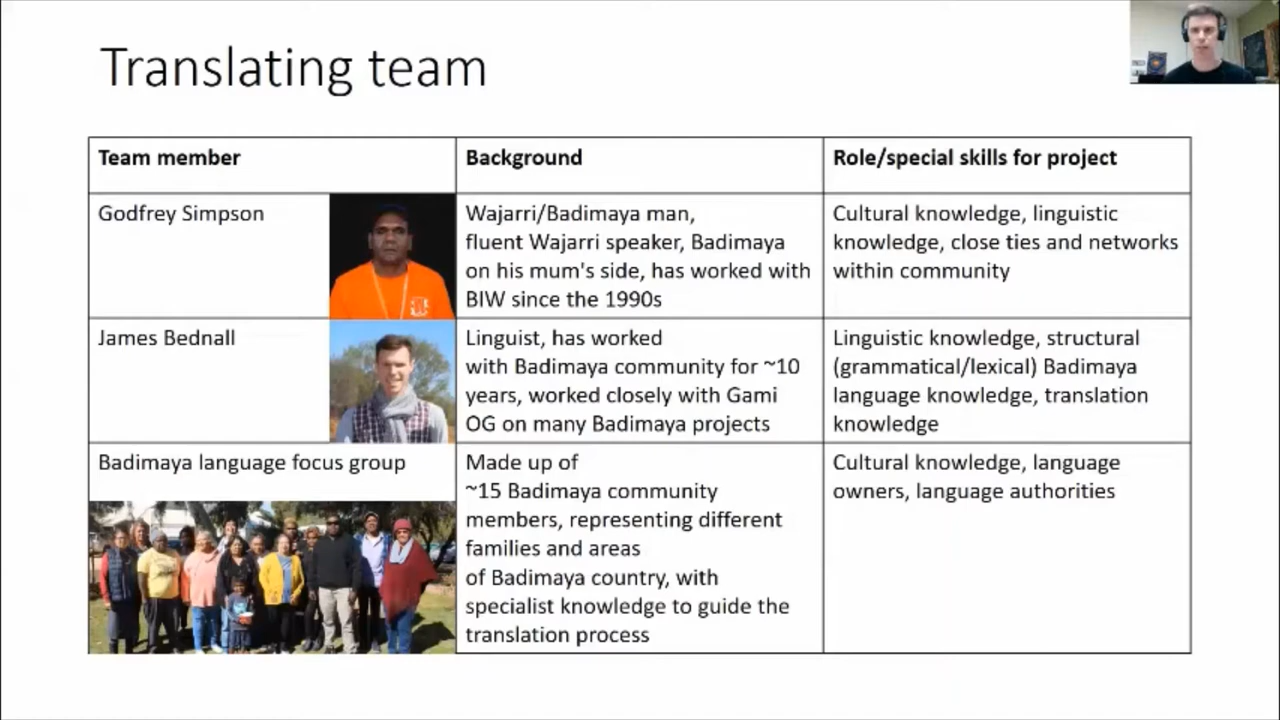 Translating team
Team member
Background
Role/special skills for project
Godfrey Simpson
Wajarri/Badimaya man,
fluent Wajarri speaker, Badimaya
on his mum's side, has worked with
BIW since the 1990s
Cultural knowledge, linguistic
knowledge, close ties and networks
within community
James Bednall
Linguist, has worked
with Badimaya community for ~10
years, worked closely with Gami
OG on many Badimaya projects
Linguistic knowledge, structural
(grammatical/lexical) Badimaya
language knowledge, translation
knowledge
Badimaya language focus group
Made up of
~15 Badimaya community
members, representing different
families and areas
of Badimaya country, with
specialist knowledge to guide the
translation process
Cultural knowledge, language
owners, language authorities